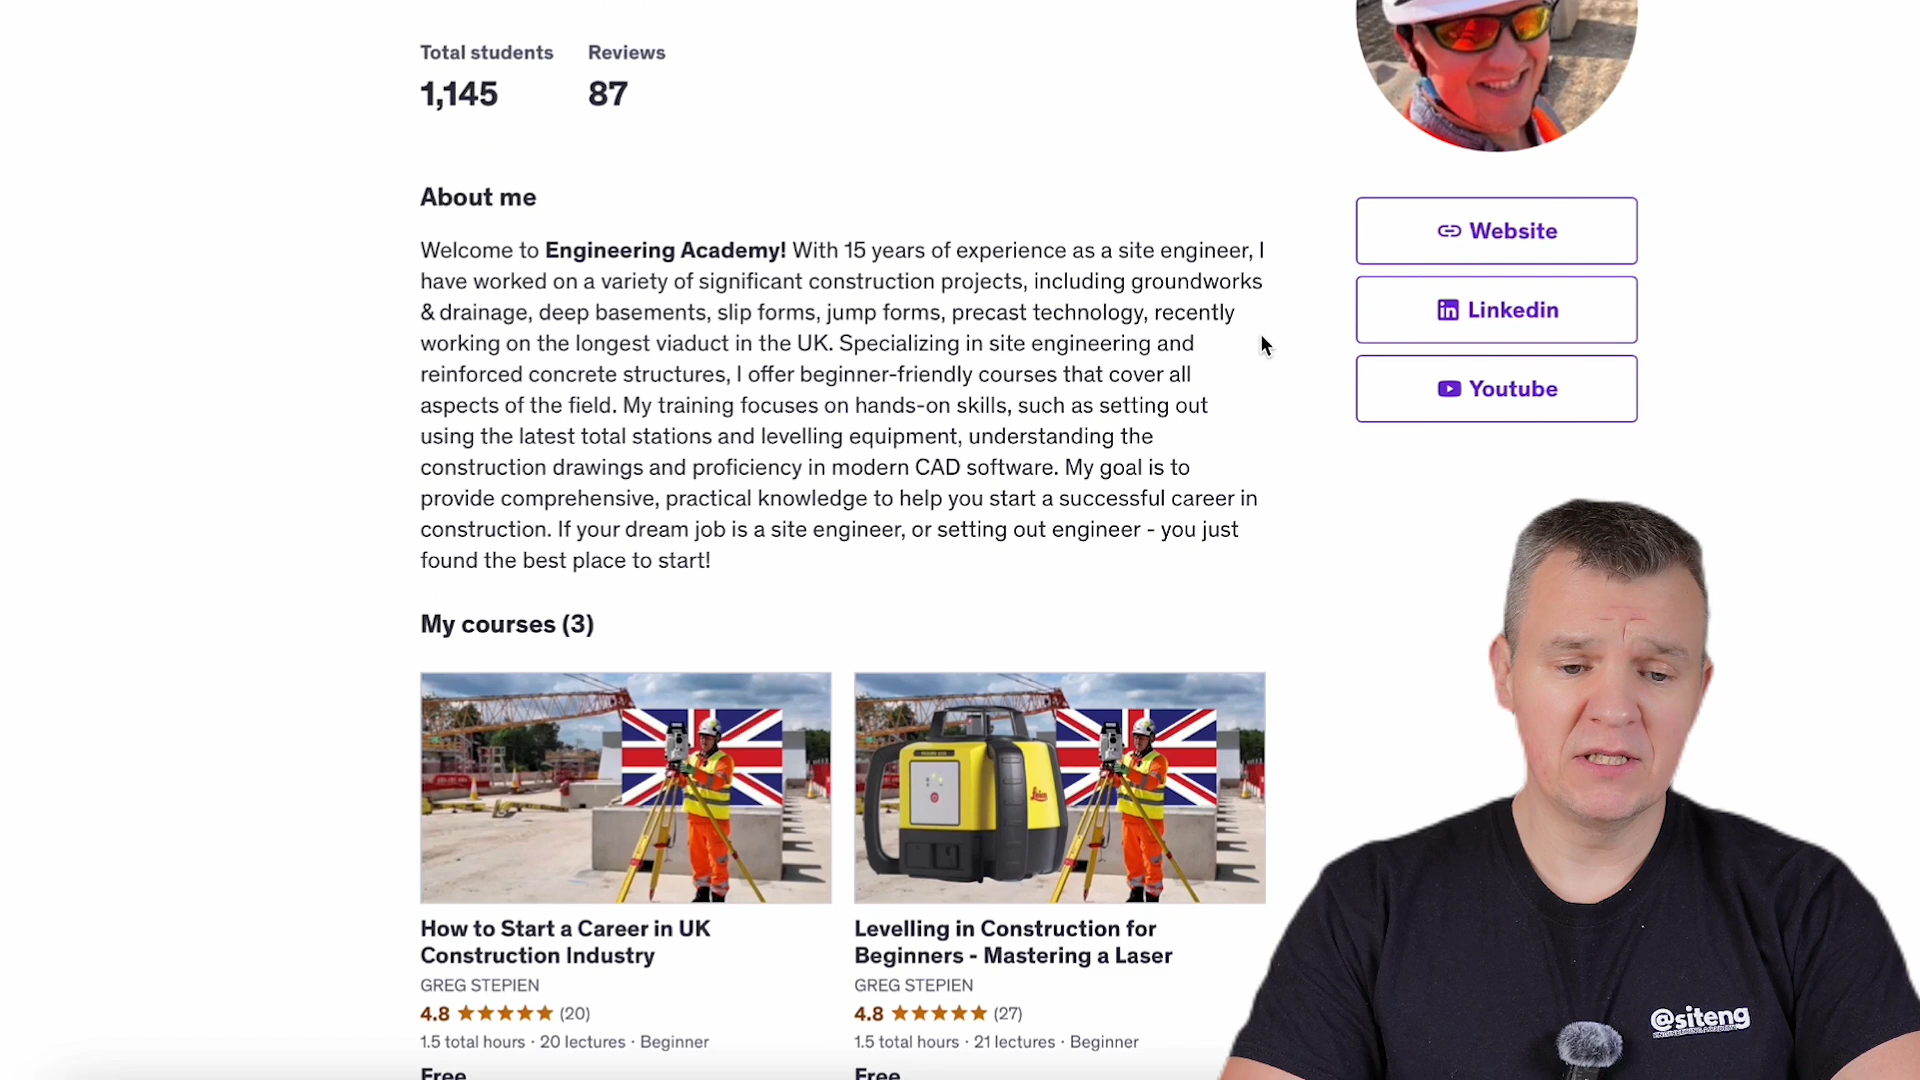 Total students
Reviews
1,145
87
About me
Welcome to Engineering Academy! With 15 years of experience as a site engineer, I
have worked on a variety of significant construction projects, including groundworks
& drainage, deep basements, slip forms, jump forms, precast technology, recently
working on the longest viaduct in the UK. Specializing in site engineering and
reinforced concrete structures, I offer beginner-friendly courses that cover all
aspects of the field. My training focuses on hands-on skills, such as setting out
using the latest total stations and levelling equipment, understanding the
construction drawings and proficiency in modern CAD software. My goal is to
provide comprehensive, practical knowledge to help you start a successful career in
construction. If your dream job is a site engineer, or setting out engineer - you just
found the best place to start!
Website
Linkedin
Youtube
My courses (3)
Leica
How to Start a Career in UK
Construction Industry
GREG STEPIEN
4.8 (20)
1.5 total hours · 20 lectures · Beginner
Free
Levelling in Construction for
Beginners - Mastering a Laser
GREG STEPIEN
4.8 (27)
1.5 total hours · 21 lectures · Beginner
Free
@siteng